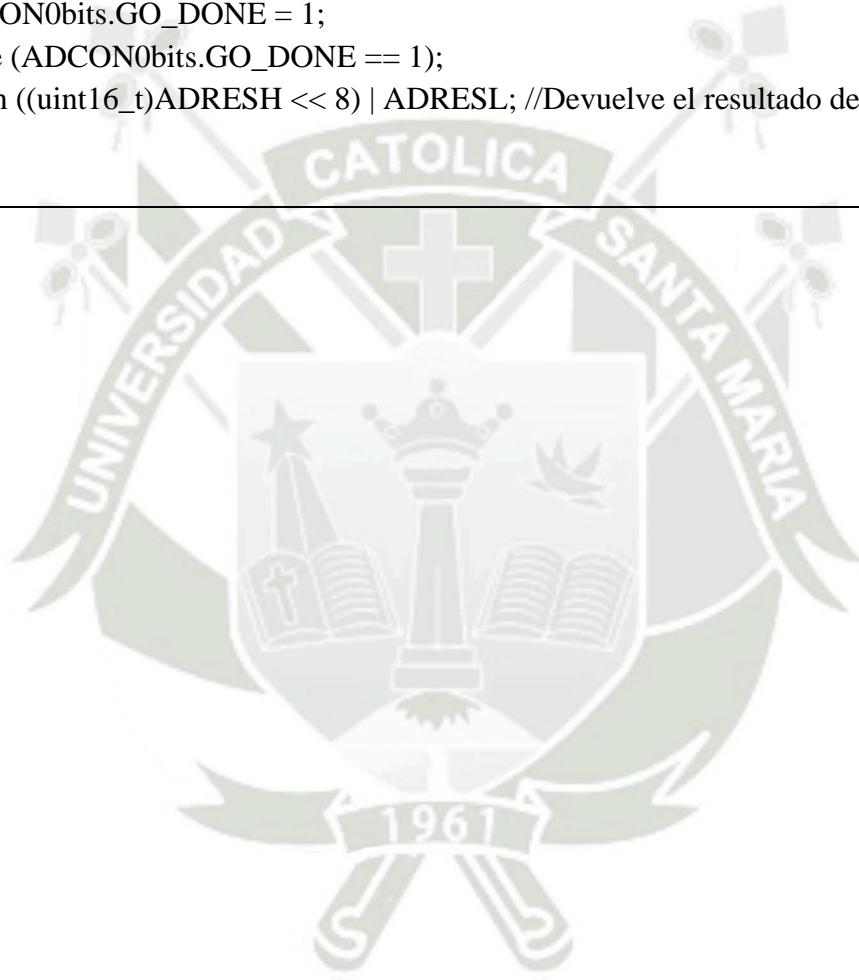 ON0bits.GO_DONE = 1;
e (ADCON0bits.GO_DONE == 1);
n ((uint16_t)ADRESH << 8) | ADRESL; //Devuelve el resultado de
CATOLICA
UNIVERSIDAD
SANTA MARIA
1961